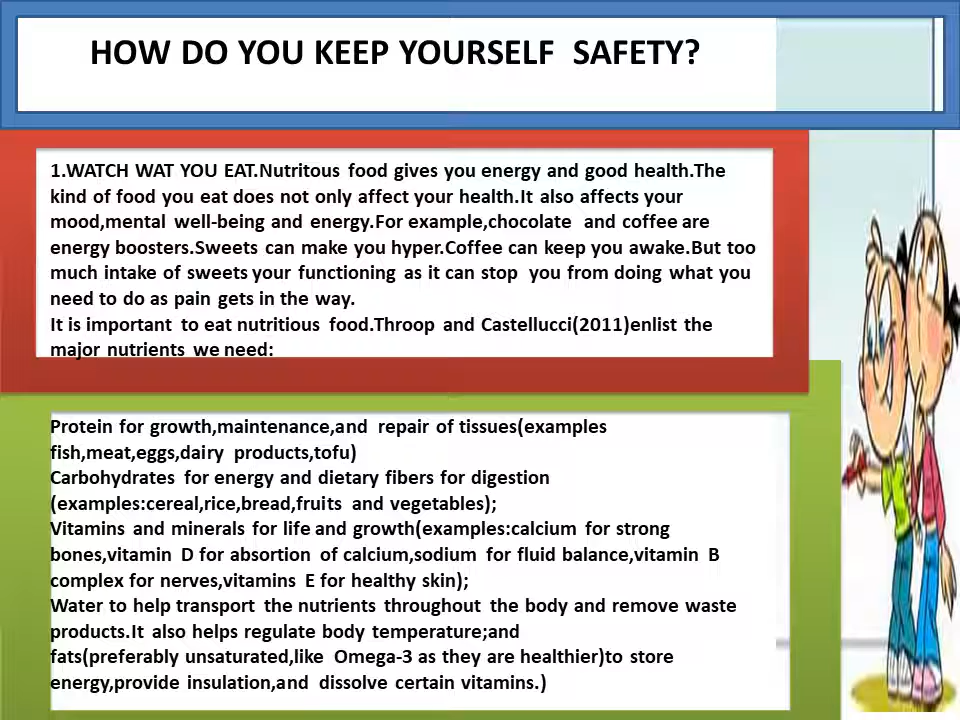 HOW DO YOU KEEP YOURSELF SAFETY?
1.WATCH WAT YOU EAT.Nutritous food gives you energy and good health.The
kind of food you eat does not only affect your health.It also affects your
mood,mental well-being and energy.For example,chocolate and coffee are
energy boosters.Sweets can make you hyper.Coffee can keep you awake.But too
much intake of sweets your functioning as it can stop you from doing what you
need to do as pain gets in the way.
It is important to eat nutritious food.Throop and Castellucci(2011)enlist the
major nutrients we need:
Protein for growth,maintenance,and repair of tissues(examples
fish,meat,eggs,dairy products,tofu)
Carbohydrates for energy and dietary fibers for digestion
(examples:cereal,rice,bread,fruits and vegetables);
Vitamins and minerals for life and growth(examples:calcium for strong
bones,vitamin D for absortion of calcium,sodium for fluid balance,vitamin B
complex for nerves,vitamins E for healthy skin);
Water to help transport the nutrients throughout the body and remove waste
products.It also helps regulate body temperature;and
fats(preferably unsaturated,like Omega-3 as they are healthier)to store
energy,provide insulation,and dissolve certain vitamins.)